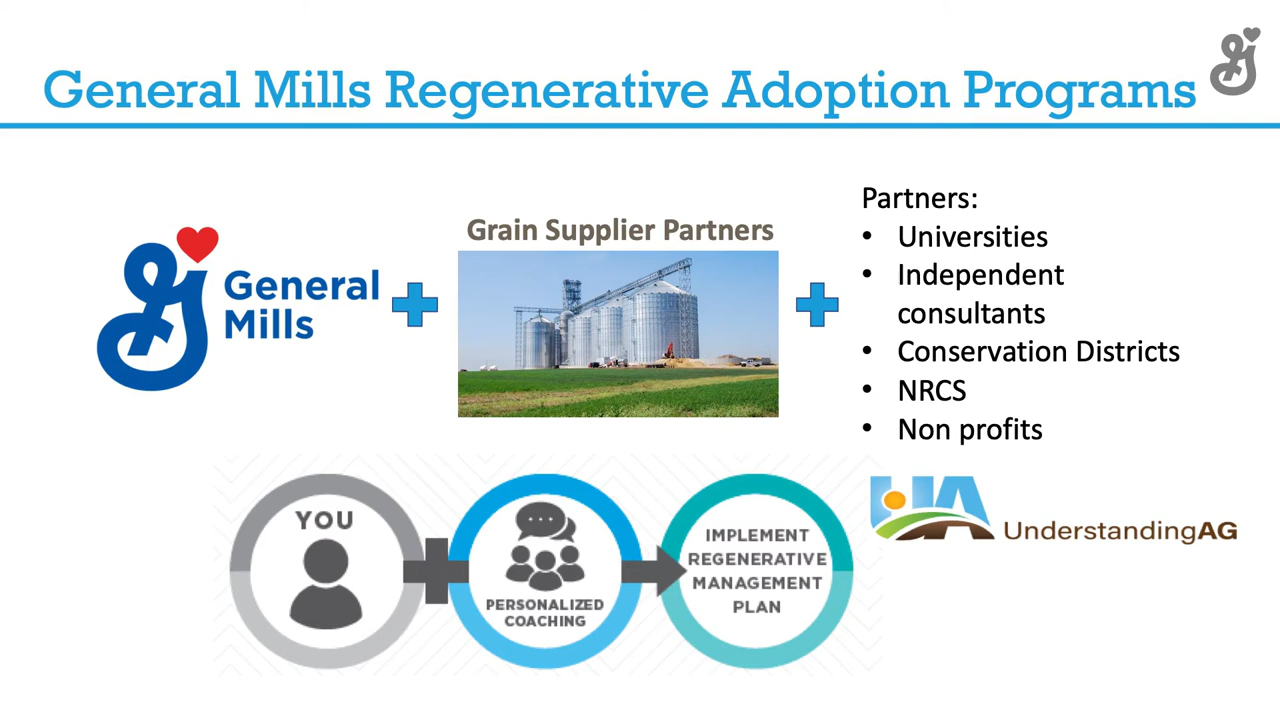 General Mills Regenerative Adoption Programs
General
Mills
Grain Supplier Partners
Partners:
• Universities
• Independent
consultants
• Conservation Districts
• NRCS
• Non profits
YOU
PERSONALIZED
COACHING
IMPLEMENT
REGENERATIVE
MANAGEMENT
PLAN
UA
UnderstandingAG